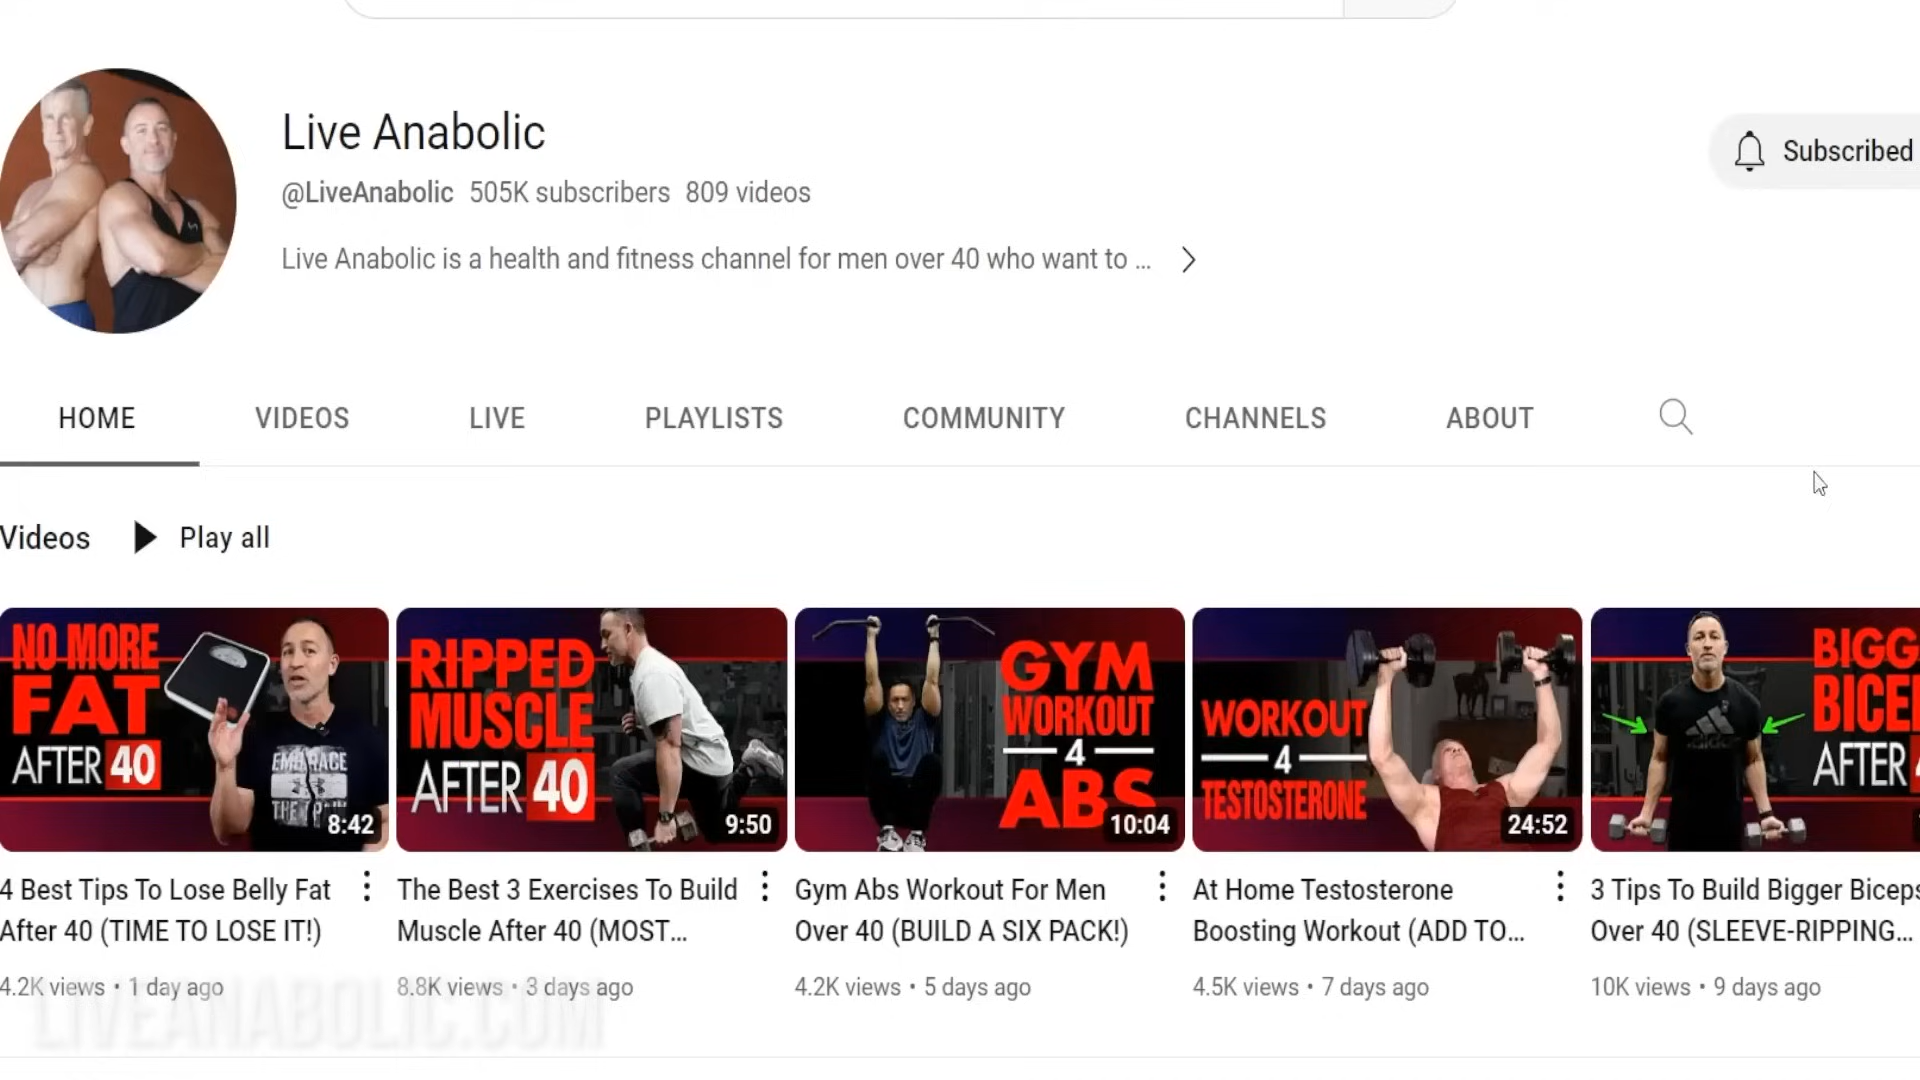 Live Anabolic
@LiveAnabolic 505K subscribers 809 videos
Live Anabolic is a health and fitness channel for men over 40 who want to ...
Subscribed
HOME VIDEOS LIVE PLAYLISTS COMMUNITY CHANNELS ABOUT
Videos Play all
NO MORE
FAT
AFTER 40
EMBRACE
THE PAIN
8:42
RIPPED
MUSCLE
AFTER 40
9:50
GYM
WORKOUT
4
ABS
10:04
WORKOUT
4
TESTOSTERONE
24:52
BIGG
BICE
AFTER
4 Best Tips To Lose Belly Fat
After 40 (TIME TO LOSE IT!)
4.2K views • 1 day ago
The Best 3 Exercises To Build
Muscle After 40 (MOST...
8.8K views • 3 days ago
Gym Abs Workout For Men
Over 40 (BUILD A SIX PACK!)
4.2K views • 5 days ago
At Home Testosterone
Boosting Workout (ADD TO...
4.5K views • 7 days ago
3 Tips To Build Bigger Biceps
Over 40 (SLEEVE-RIPPING...
10K views • 9 days ago
LIVEANABOLIC.COM